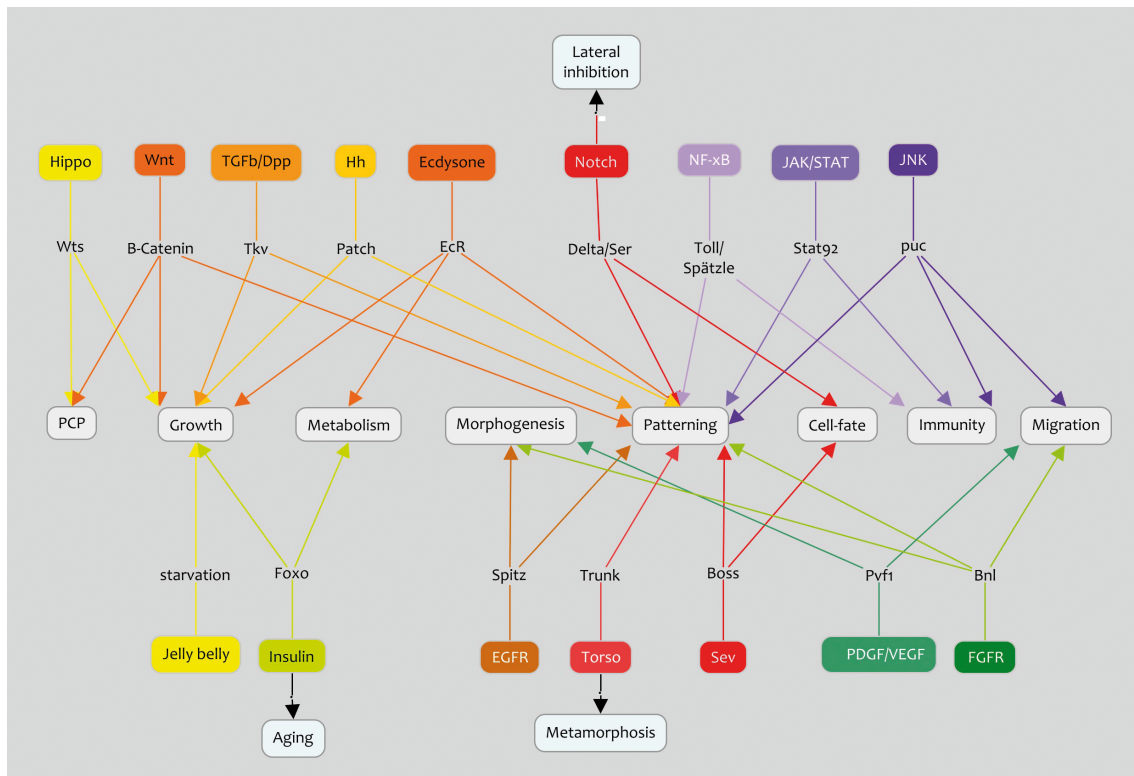 Lateral
inhibition
Hippo
Wnt
TGFb/Dpp
Hh
Ecdysone
Notch
NF-xB
JAK/STAT
JNK
Wts
B-Catenin
Tkv
Patch
EcR
Delta/Ser
Toll/
Spätzle
Stat92
puc
PCP
Growth
Metabolism
Morphogenesis
Patterning
Cell-fate
Immunity
Migration
starvation
Foxo
Spitz
Trunk
Boss
Pvf1
Bnl
Jelly belly
Insulin
EGFR
Torso
Sev
PDGF/VEGF
FGFR
Aging
Metamorphosis